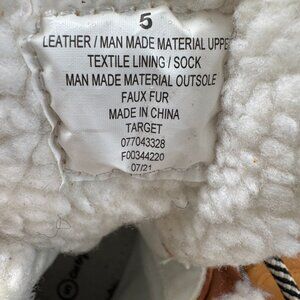 5
LEATHER / MAN MADE MATERIAL UPPE
TEXTILE LINING / SOCK
MAN MADE MATERIAL OUTSOLE
FAUX FUR
MADE IN CHINA
TARGET
077043328
F00344220
07/21
5